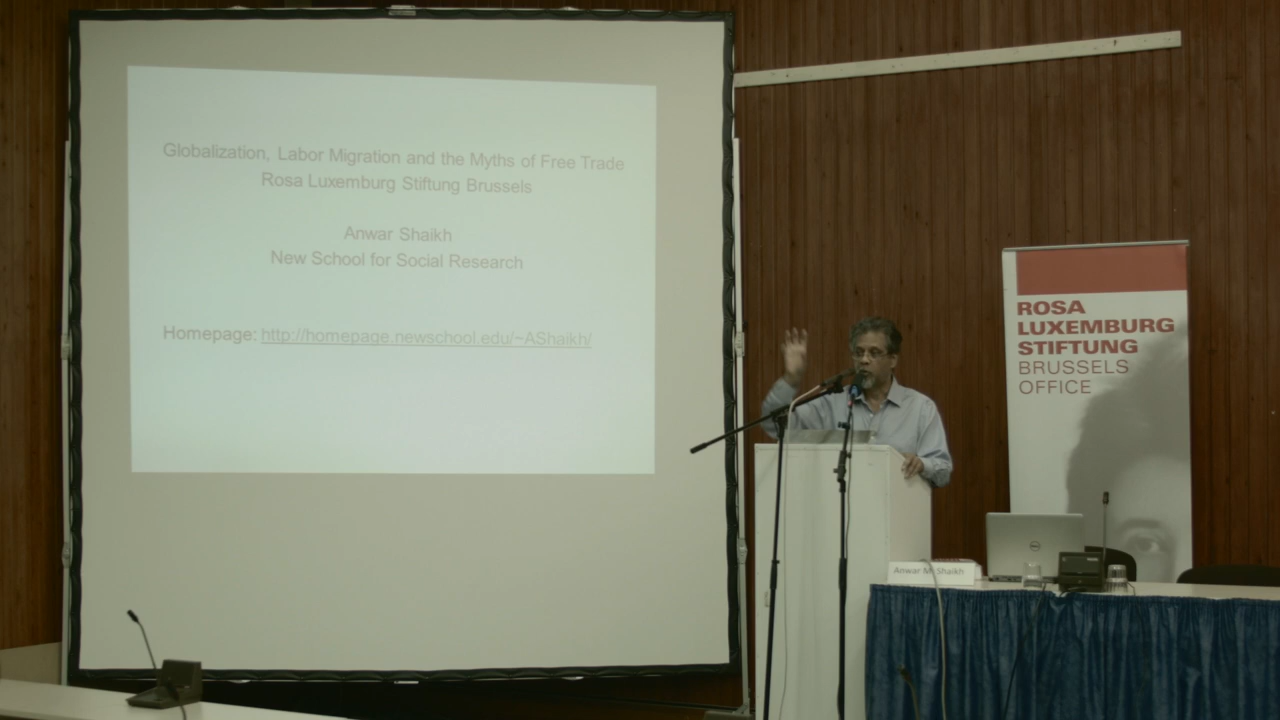 Globalization, Labor Migration and the Myths of Free Trade
Rosa Luxemburg Stiftung Brussels
Anwar Shaikh
New School for Social Research
Homepage: http://homepage.newschool.edu/~AShaikh/
ROSA
LUXEMBURG
STIFTUNG
BRUSSELS
OFFICE
Anwar M. Shaikh
DELL